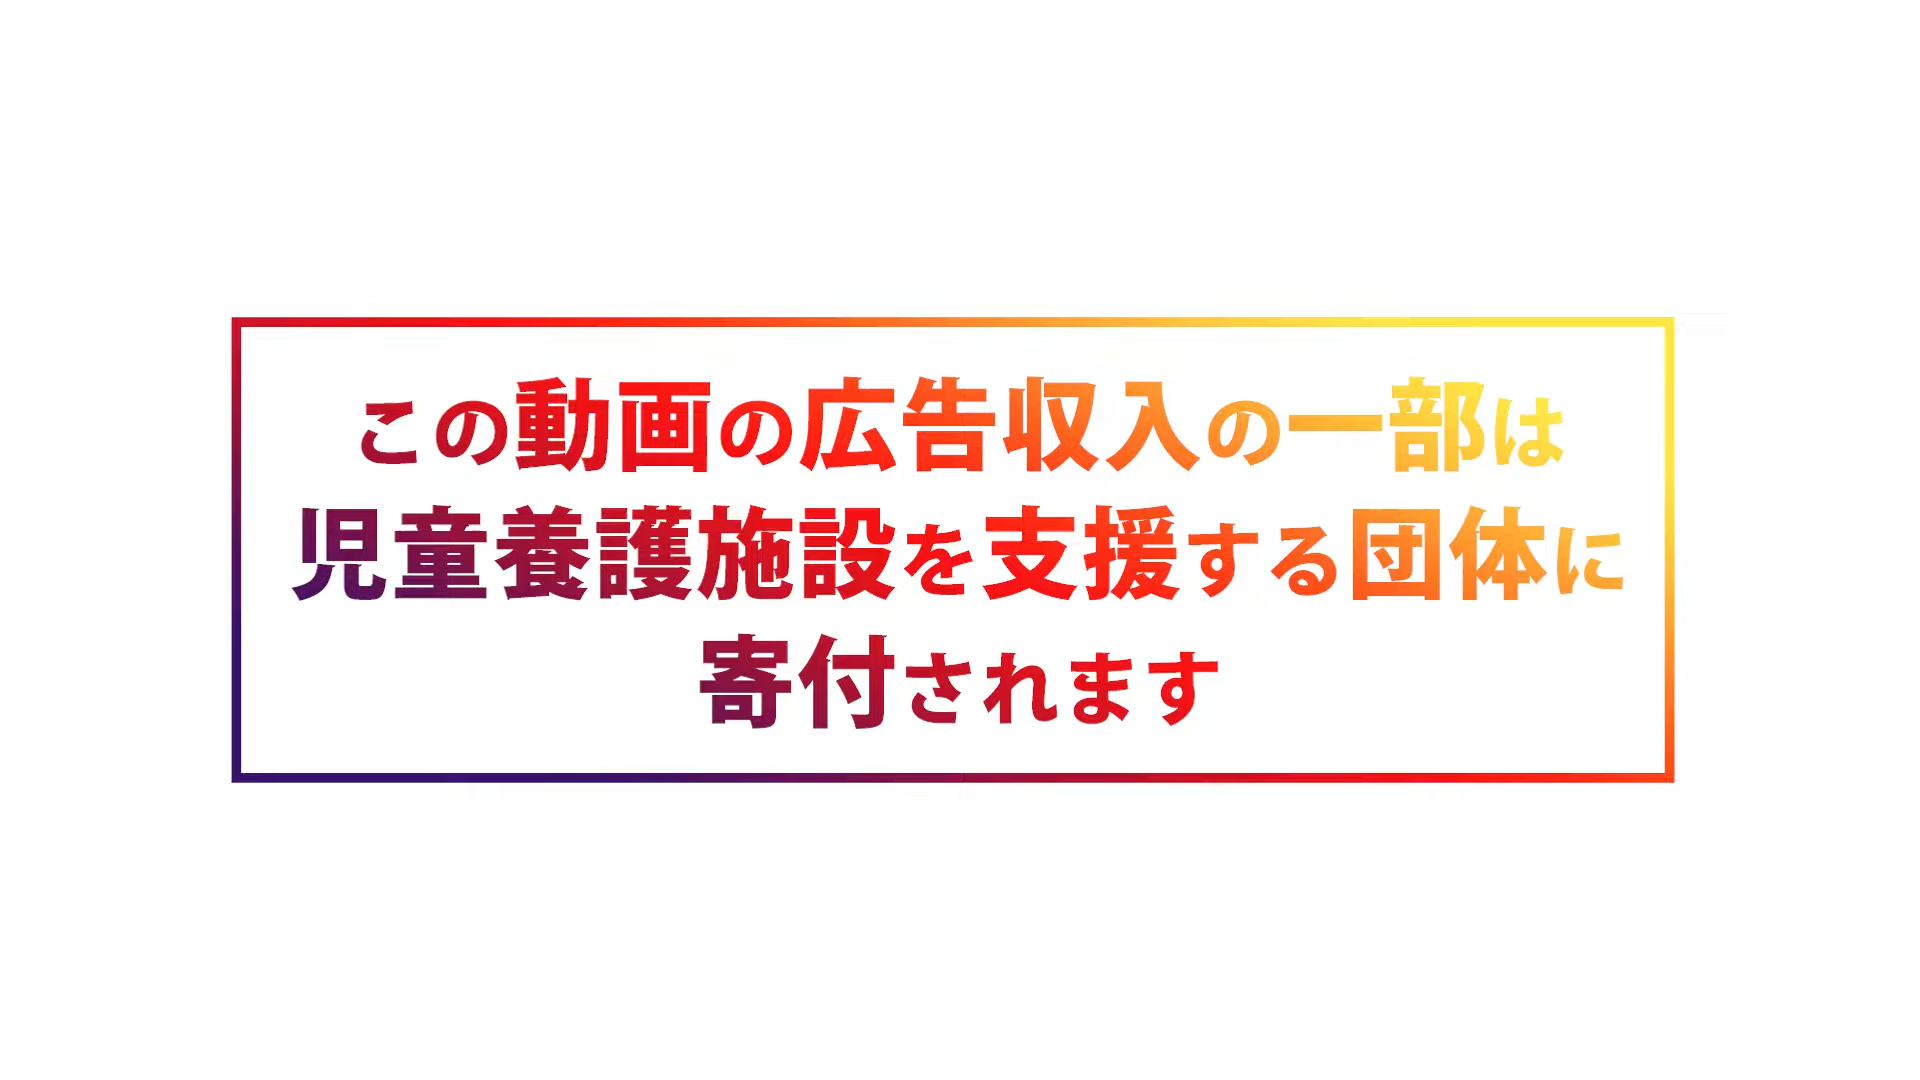 この動画の広告収入の一部は
児童養護施設を支援する団体に
寄付されます